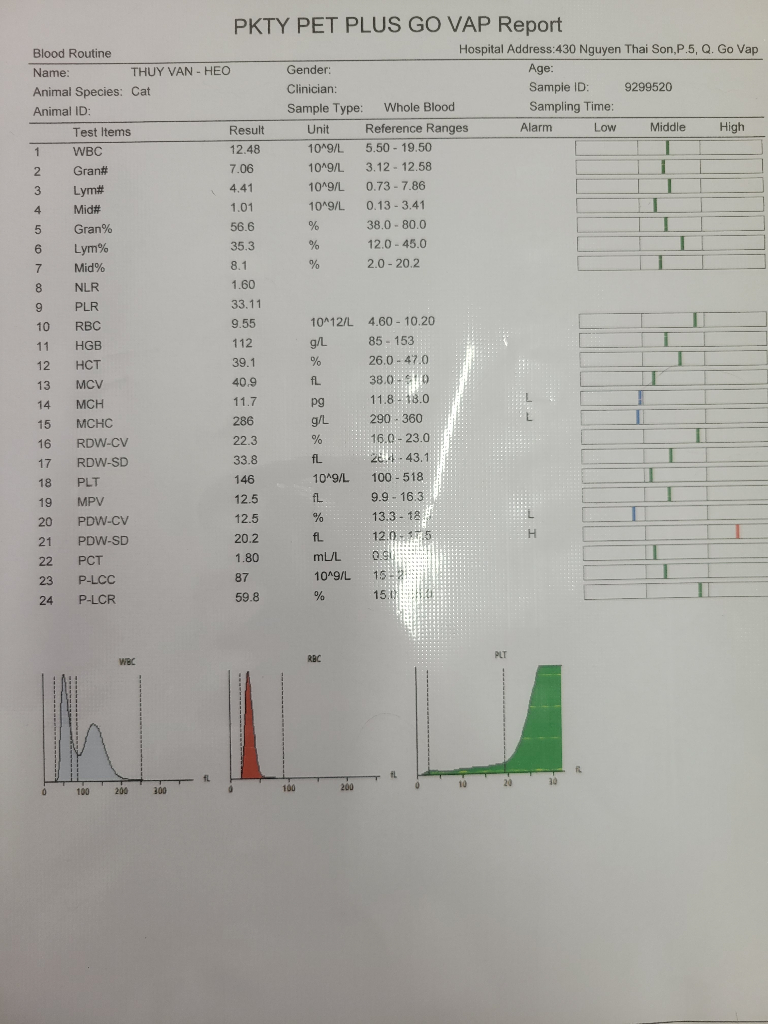 PKTY PET PLUS GO VAP Report
Blood Routine Hospital Address:430 Nguyen Thai Son,P.5, Q. Go Vap
Name: THUY VAN - HEO Gender: Age:
Animal Species: Cat Clinician: Sample ID: 9299520
Animal ID: Sample Type: Whole Blood Sampling Time:
Test Items Result Unit Reference Ranges Alarm Low Middle High
1 WBC 12.48 10^9/L 5.50 - 19.50
2 Gran# 7.06 10^9/L 3.12 - 12.58
3 Lym# 4.41 10^9/L 0.73 - 7.86
4 Mid# 1.01 10^9/L 0.13 - 3.41
5 Gran% 56.6 % 38.0 - 80.0
6 Lym% 35.3 % 12.0 - 45.0
7 Mid% 8.1 % 2.0 - 20.2
8 NLR 1.60
9 PLR 33.11
10 RBC 9.55 10^12/L 4.60 - 10.20
11 HGB 112 g/L 85 - 153
12 HCT 39.1 % 26.0 - 47.0
13 MCV 40.9 fL 38.0 -
14 MCH 11.7 pg 11.8 - 18.0 L
15 MCHC 286 g/L 290 - 360 L
16 RDW-CV 22.3 % 16.0 - 23.0
17 RDW-SD 33.8 fL - 43.1
18 PLT 146 10^9/L 100 - 518
19 MPV 12.5 fL 9.9 - 16.3
20 PDW-CV 12.5 % 13.3 - L
21 PDW-SD 20.2 fL 12.0 - H
22 PCT 1.80 mL/L
23 P-LCC 87 10^9/L 15 -
24 P-LCR 59.8 %
WBC RBC PLT
0 100 200 300 fL 0 100 200 fL 0 10 20 30 fL